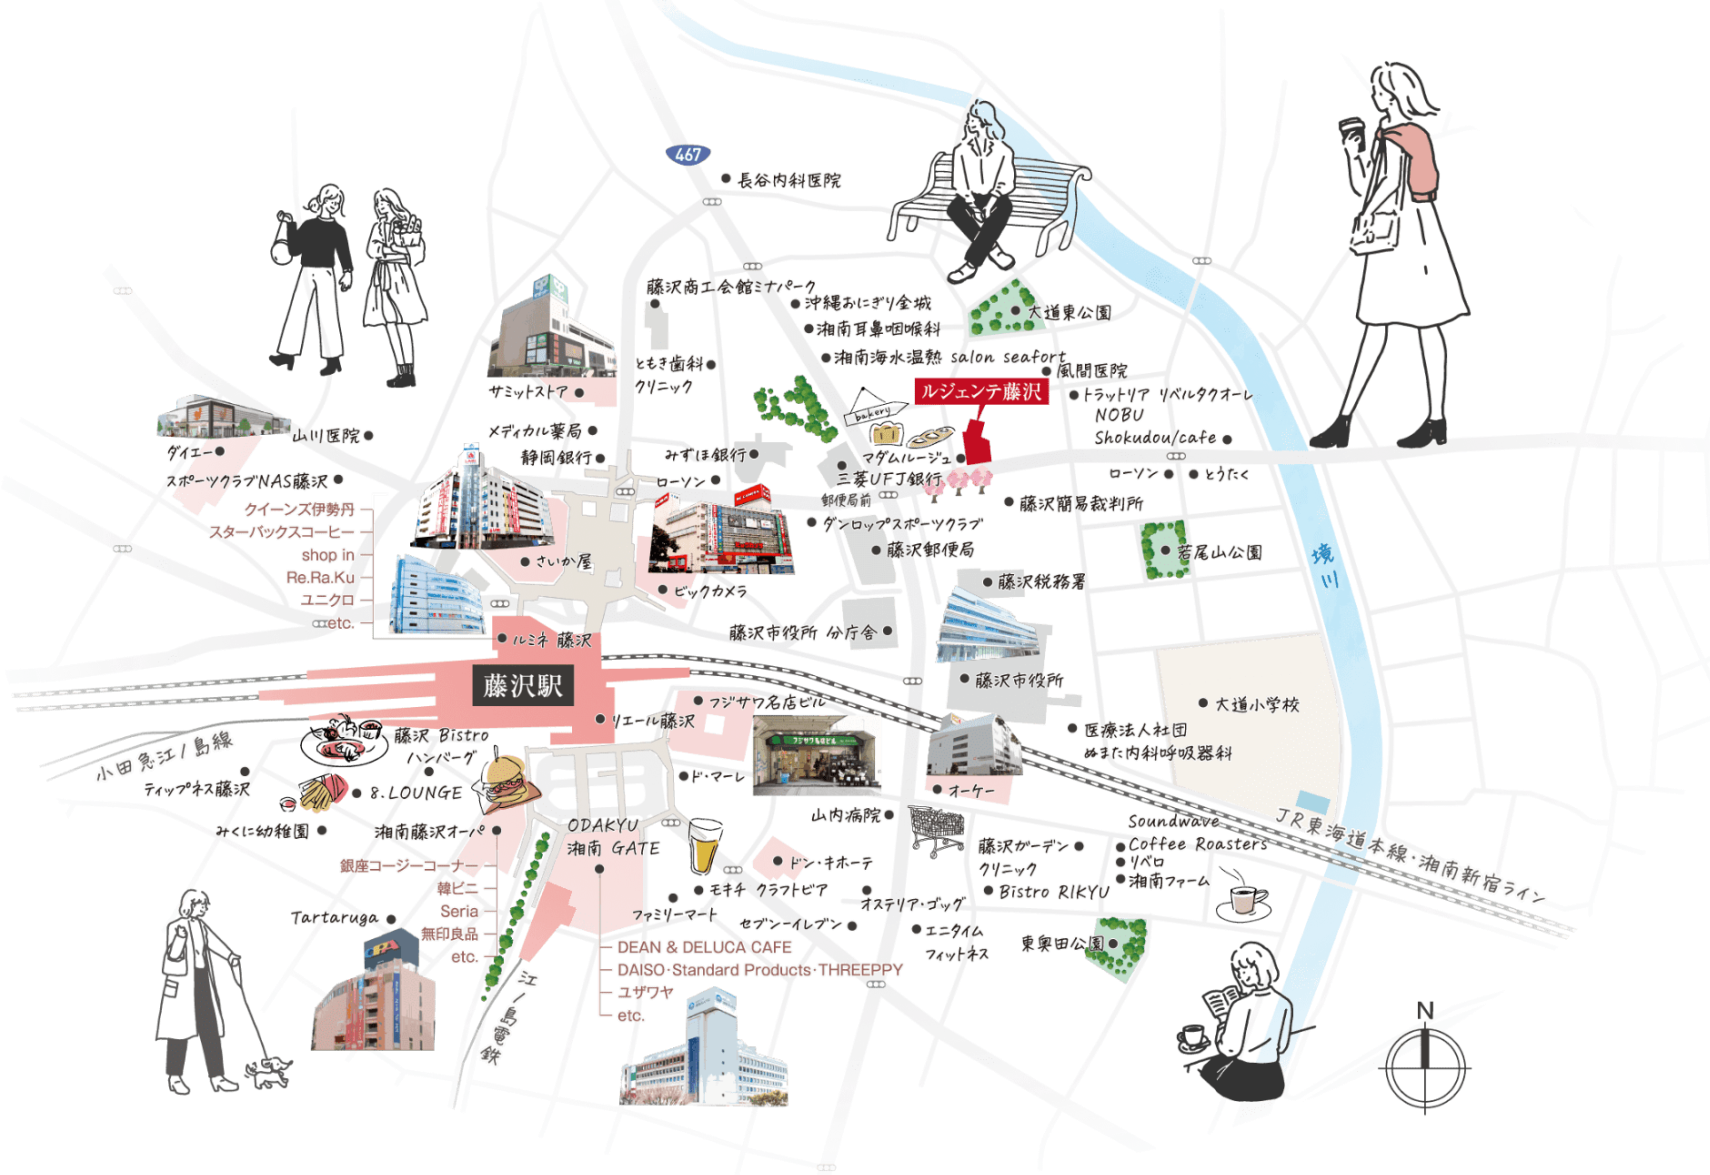 467
長谷内科医院
藤沢商工会館ミナパーク
沖縄おにぎり金城
湘南耳鼻咽喉科
大道東公園
湘南海水温熱 salon seafort
ともき歯科
クリニック
風間医院
サミットストア
ルジェンテ藤沢
トラットリア リベルタクオーレ
NOBU
Shokudou/cafe
bakery
山川医院
メディカル薬局
ダイエー
静岡銀行
みずほ銀行
マダムルージュ
スポーツクラブNAS藤沢
ローソン
三菱UFJ銀行
ローソン
とうたく
郵便局前
藤沢簡易裁判所
クイーンズ伊勢丹
スターバックスコーヒー
shop in
Re.Ra.Ku
ユニクロ
etc.
ダンロップスポーツクラブ
藤沢郵便局
若尾山公園
境川
さいか屋
ビックカメラ
藤沢税務署
ルミネ 藤沢
藤沢市役所 分庁舎
藤沢駅
藤沢市役所
フジサワ名店ビル
リエール藤沢
大道小学校
医療法人社団
ぬまた内科呼吸器科
小田急江ノ島線
藤沢 Bistro
ハンバーグ
フジサワ名店ビル
ティップネス藤沢
8.LOUNGE
ド・マーレ
オーケー
みくに幼稚園
湘南藤沢オーパ
ODAKYU
湘南 GATE
山内病院
JR東海道本線・湘南新宿ライン
Soundwave
Coffee Roasters
リベロ
湘南ファーム
藤沢ガーデン
クリニック
Bistro RIKYU
ドン・キホーテ
銀座コージーコーナー
韓ビニ
Seria
無印良品
etc.
モキチ クラフトビア
ファミリーマート
オステリア・ゴッグ
セブンーイレブン
エニタイム
フィットネス
東奥田公園
Tartaruga
DEAN & DELUCA CAFE
DAISO・Standard Products・THREEPPY
ユザワヤ
etc.
江ノ島電鉄
N